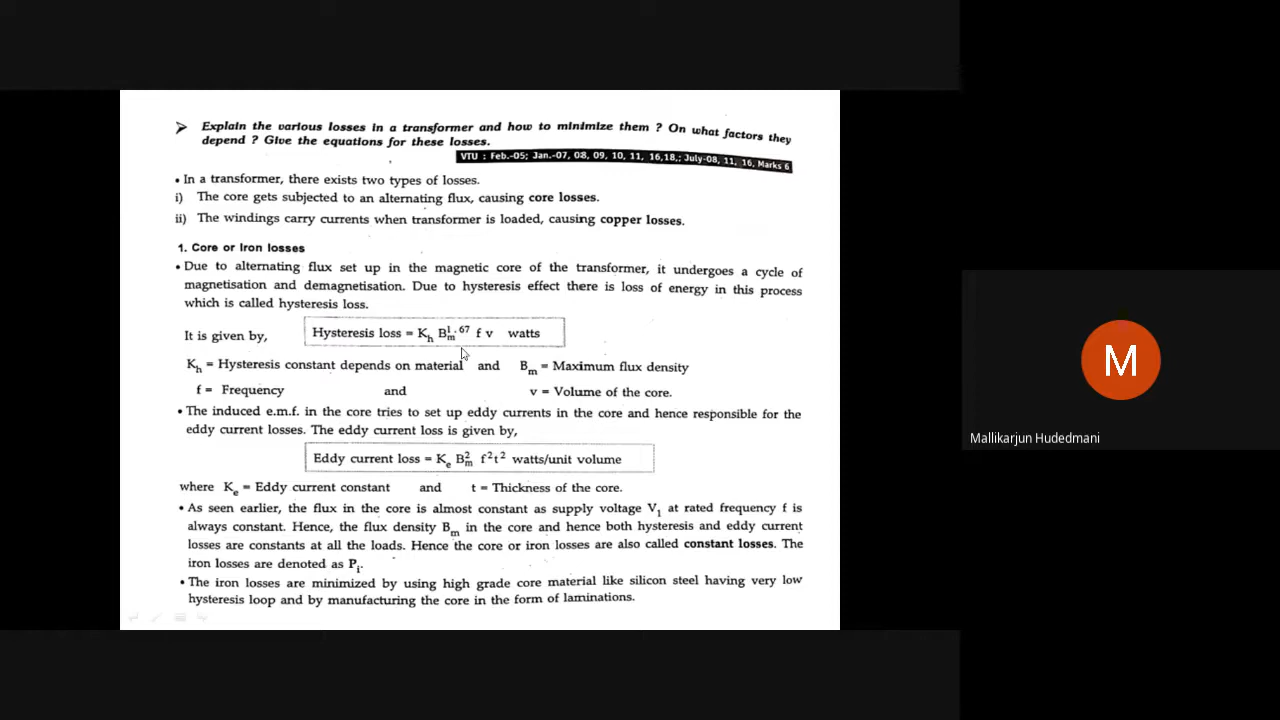 ➢ Explain the various losses in a transformer and how to minimize them ? On what factors they
depend ? Give the equations for these losses.
VTU : Feb.-05; Jan.-07, 08, 09, 10, 11, 16,18,; July-08, 11, 16, Marks 6
• In a transformer, there exists two types of losses.
i) The core gets subjected to an alternating flux, causing core losses.
ii) The windings carry currents when transformer is loaded, causing copper losses.
1. Core or Iron losses
• Due to alternating flux set up in the magnetic core of the transformer, it undergoes a cycle of
magnetisation and demagnetisation. Due to hysteresis effect there is loss of energy in this process
which is called hysteresis loss.
It is given by, Hysteresis loss = K_h B_m^1.67 f v watts
K_h = Hysteresis constant depends on material and B_m = Maximum flux density
f = Frequency and v = Volume of the core.
• The induced e.m.f. in the core tries to set up eddy currents in the core and hence responsible for the
eddy current losses. The eddy current loss is given by,
Eddy current loss = K_e B_m^2 f^2 t^2 watts/unit volume
where K_e = Eddy current constant and t = Thickness of the core.
• As seen earlier, the flux in the core is almost constant as supply voltage V_1 at rated frequency f is
always constant. Hence, the flux density B_m in the core and hence both hysteresis and eddy current
losses are constants at all the loads. Hence the core or iron losses are also called constant losses. The
iron losses are denoted as P_i.
• The iron losses are minimized by using high grade core material like silicon steel having very low
hysteresis loop and by manufacturing the core in the form of laminations.
M
Mallikarjun Hudedmani